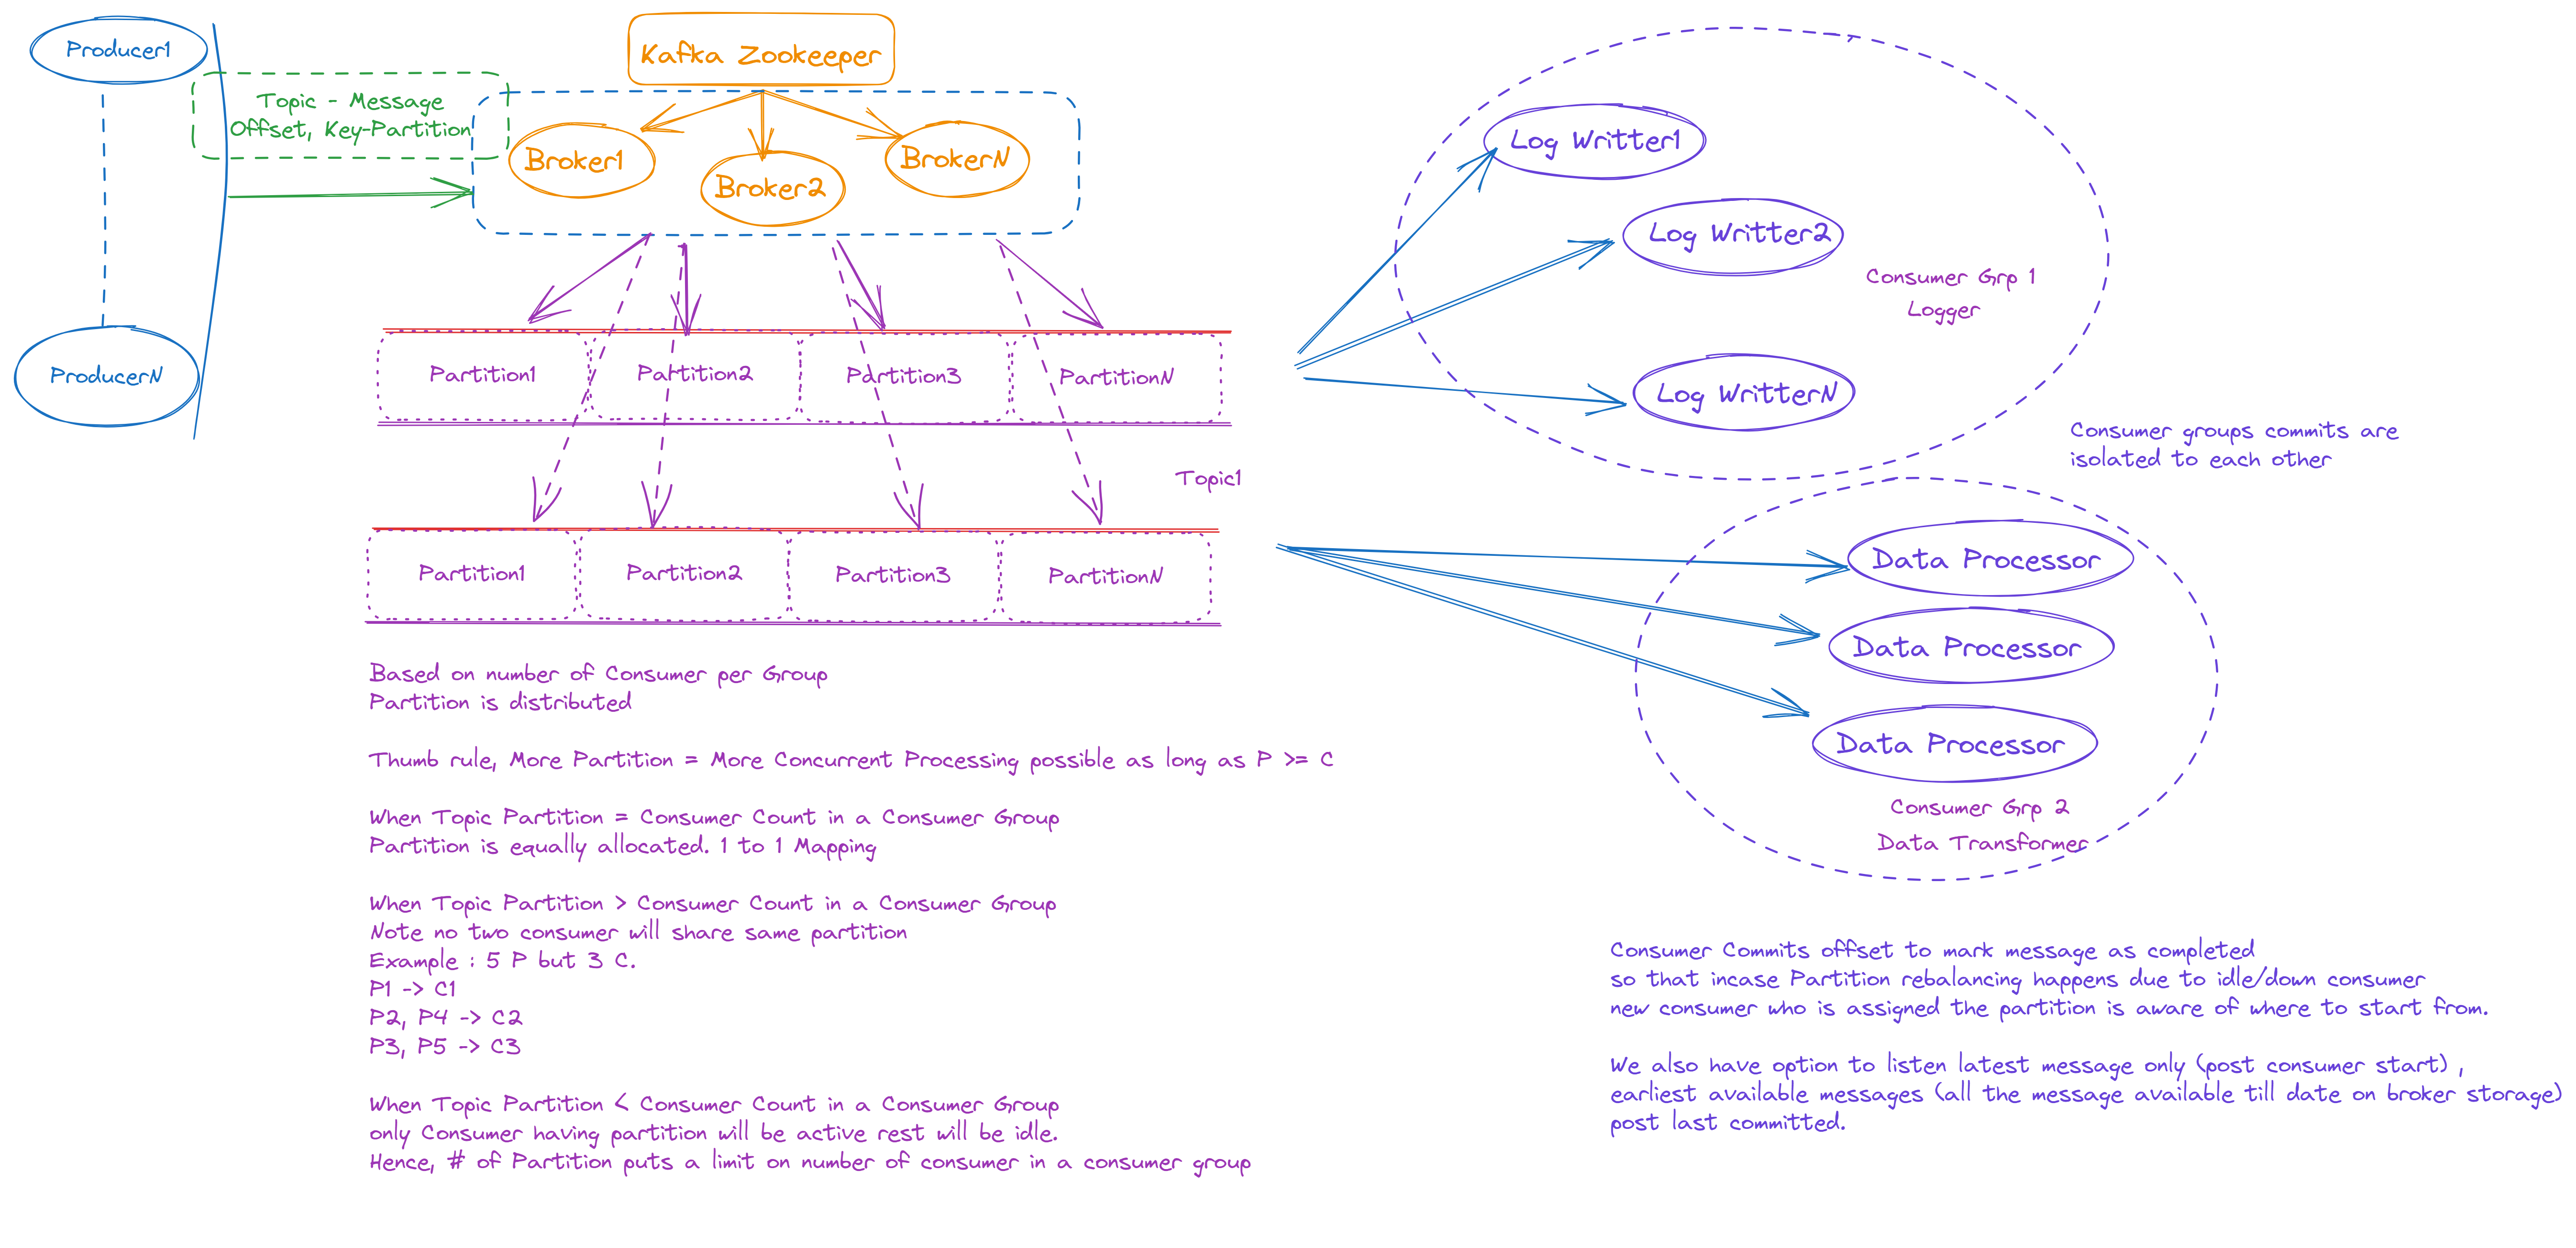 Producer1
ProducerN
Topic - Message
Offset, Key-Partition
Kafka Zookeeper
Broker1
Broker2
BrokerN
Partition1
Partition2
Partition3
PartitionN
Topic1
Partition1
Partition2
Partition3
PartitionN
Based on number of Consumer per Group
Partition is distributed
Thumb rule, More Partition = More Concurrent Processing possible as long as P >= C
When Topic Partition = Consumer Count in a Consumer Group
Partition is equally allocated. 1 to 1 Mapping
When Topic Partition > Consumer Count in a Consumer Group
Note no two consumer will share same partition
Example : 5 P but 3 C.
P1 -> C1
P2, P4 -> C2
P3, P5 -> C3
When Topic Partition < Consumer Count in a Consumer Group
only Consumer having partition will be active rest will be idle.
Hence, # of Partition puts a limit on number of consumer in a consumer group
Log Writter1
Log Writter2
Log WritterN
Consumer Grp 1
Logger
Consumer groups commits are
isolated to each other
Data Processor
Data Processor
Data Processor
Consumer Grp 2
Data Transformer
Consumer Commits offset to mark message as completed
so that incase Partition rebalancing happens due to idle/down consumer
new consumer who is assigned the partition is aware of where to start from.
We also have option to listen latest message only (post consumer start) ,
earliest available messages (all the message available till date on broker storage)
post last committed.